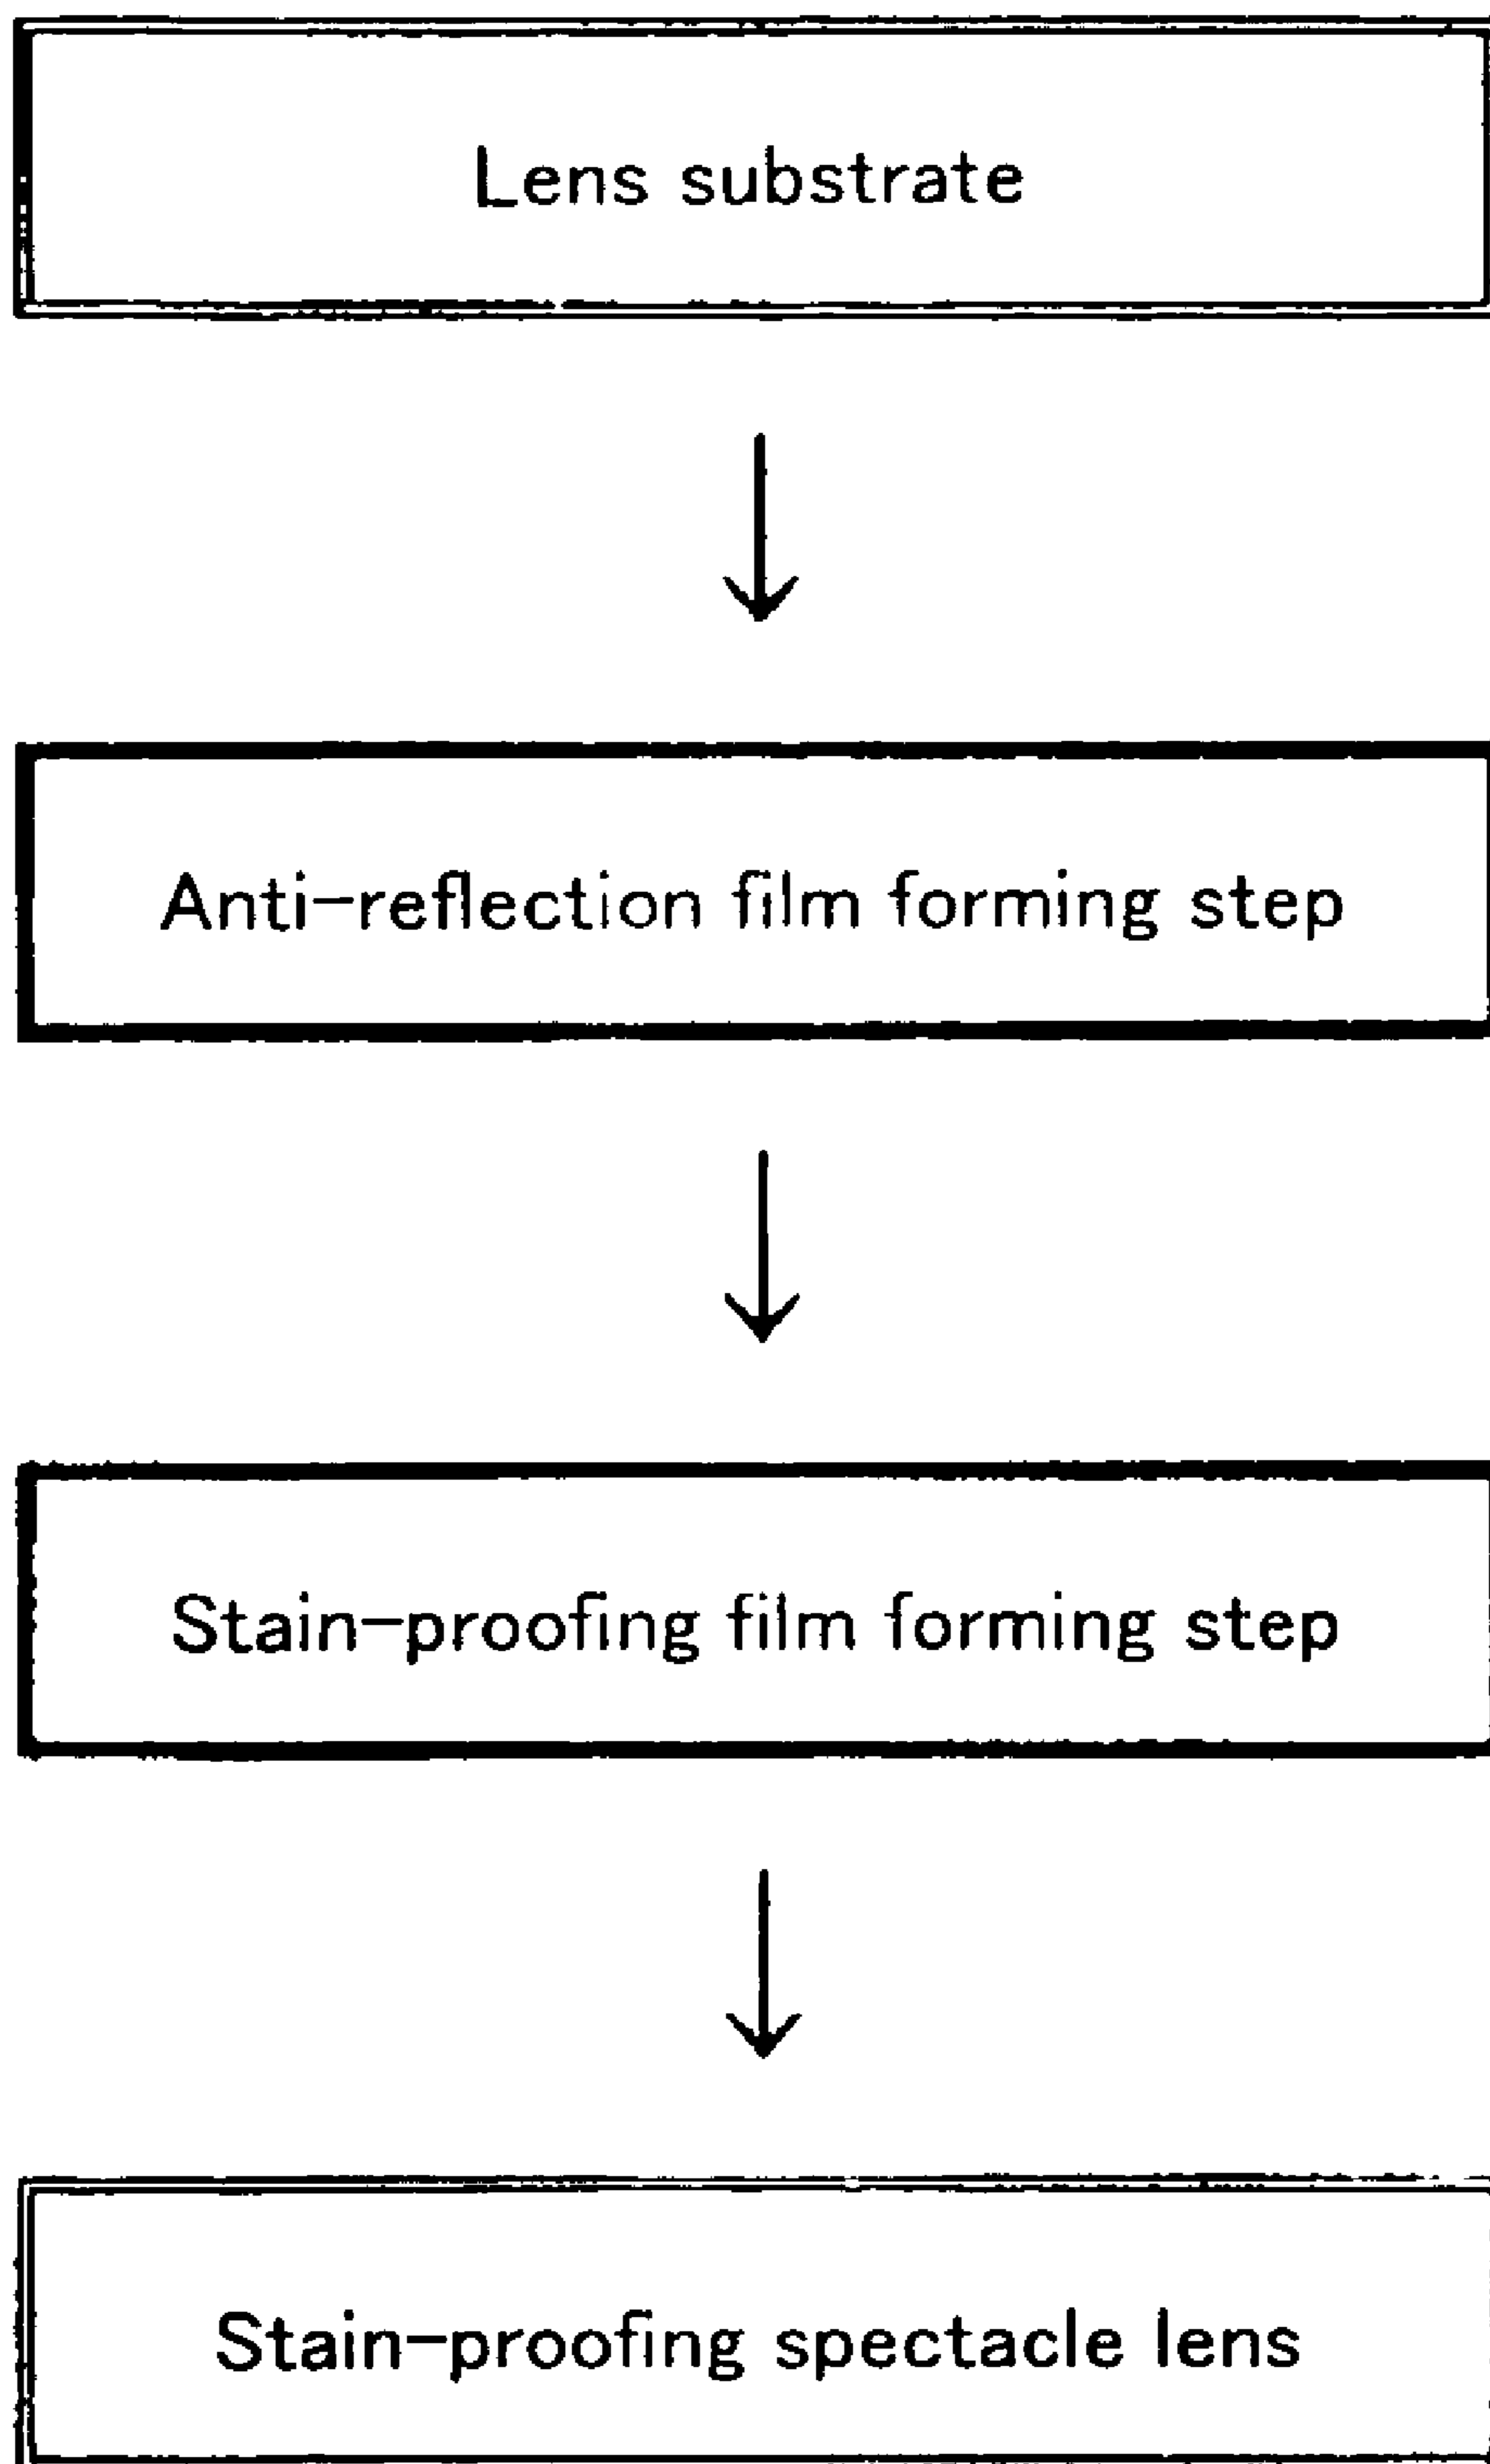 Lens substrate
Anti-reflection film forming step
Stain-proofing film forming step
Stain-proofing spectacle lens